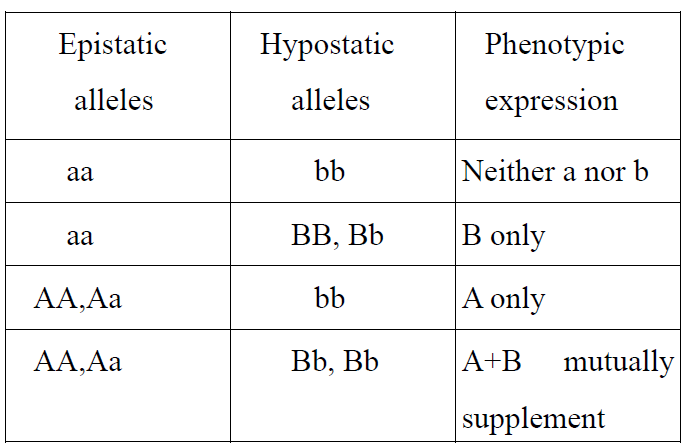 Epistatic Hypostatic Phenotypic
alleles alleles expression
aa bb Neither a nor b
aa BB, Bb B only
AA,Aa bb A only
AA,Aa Bb, Bb A+B mutually
supplement